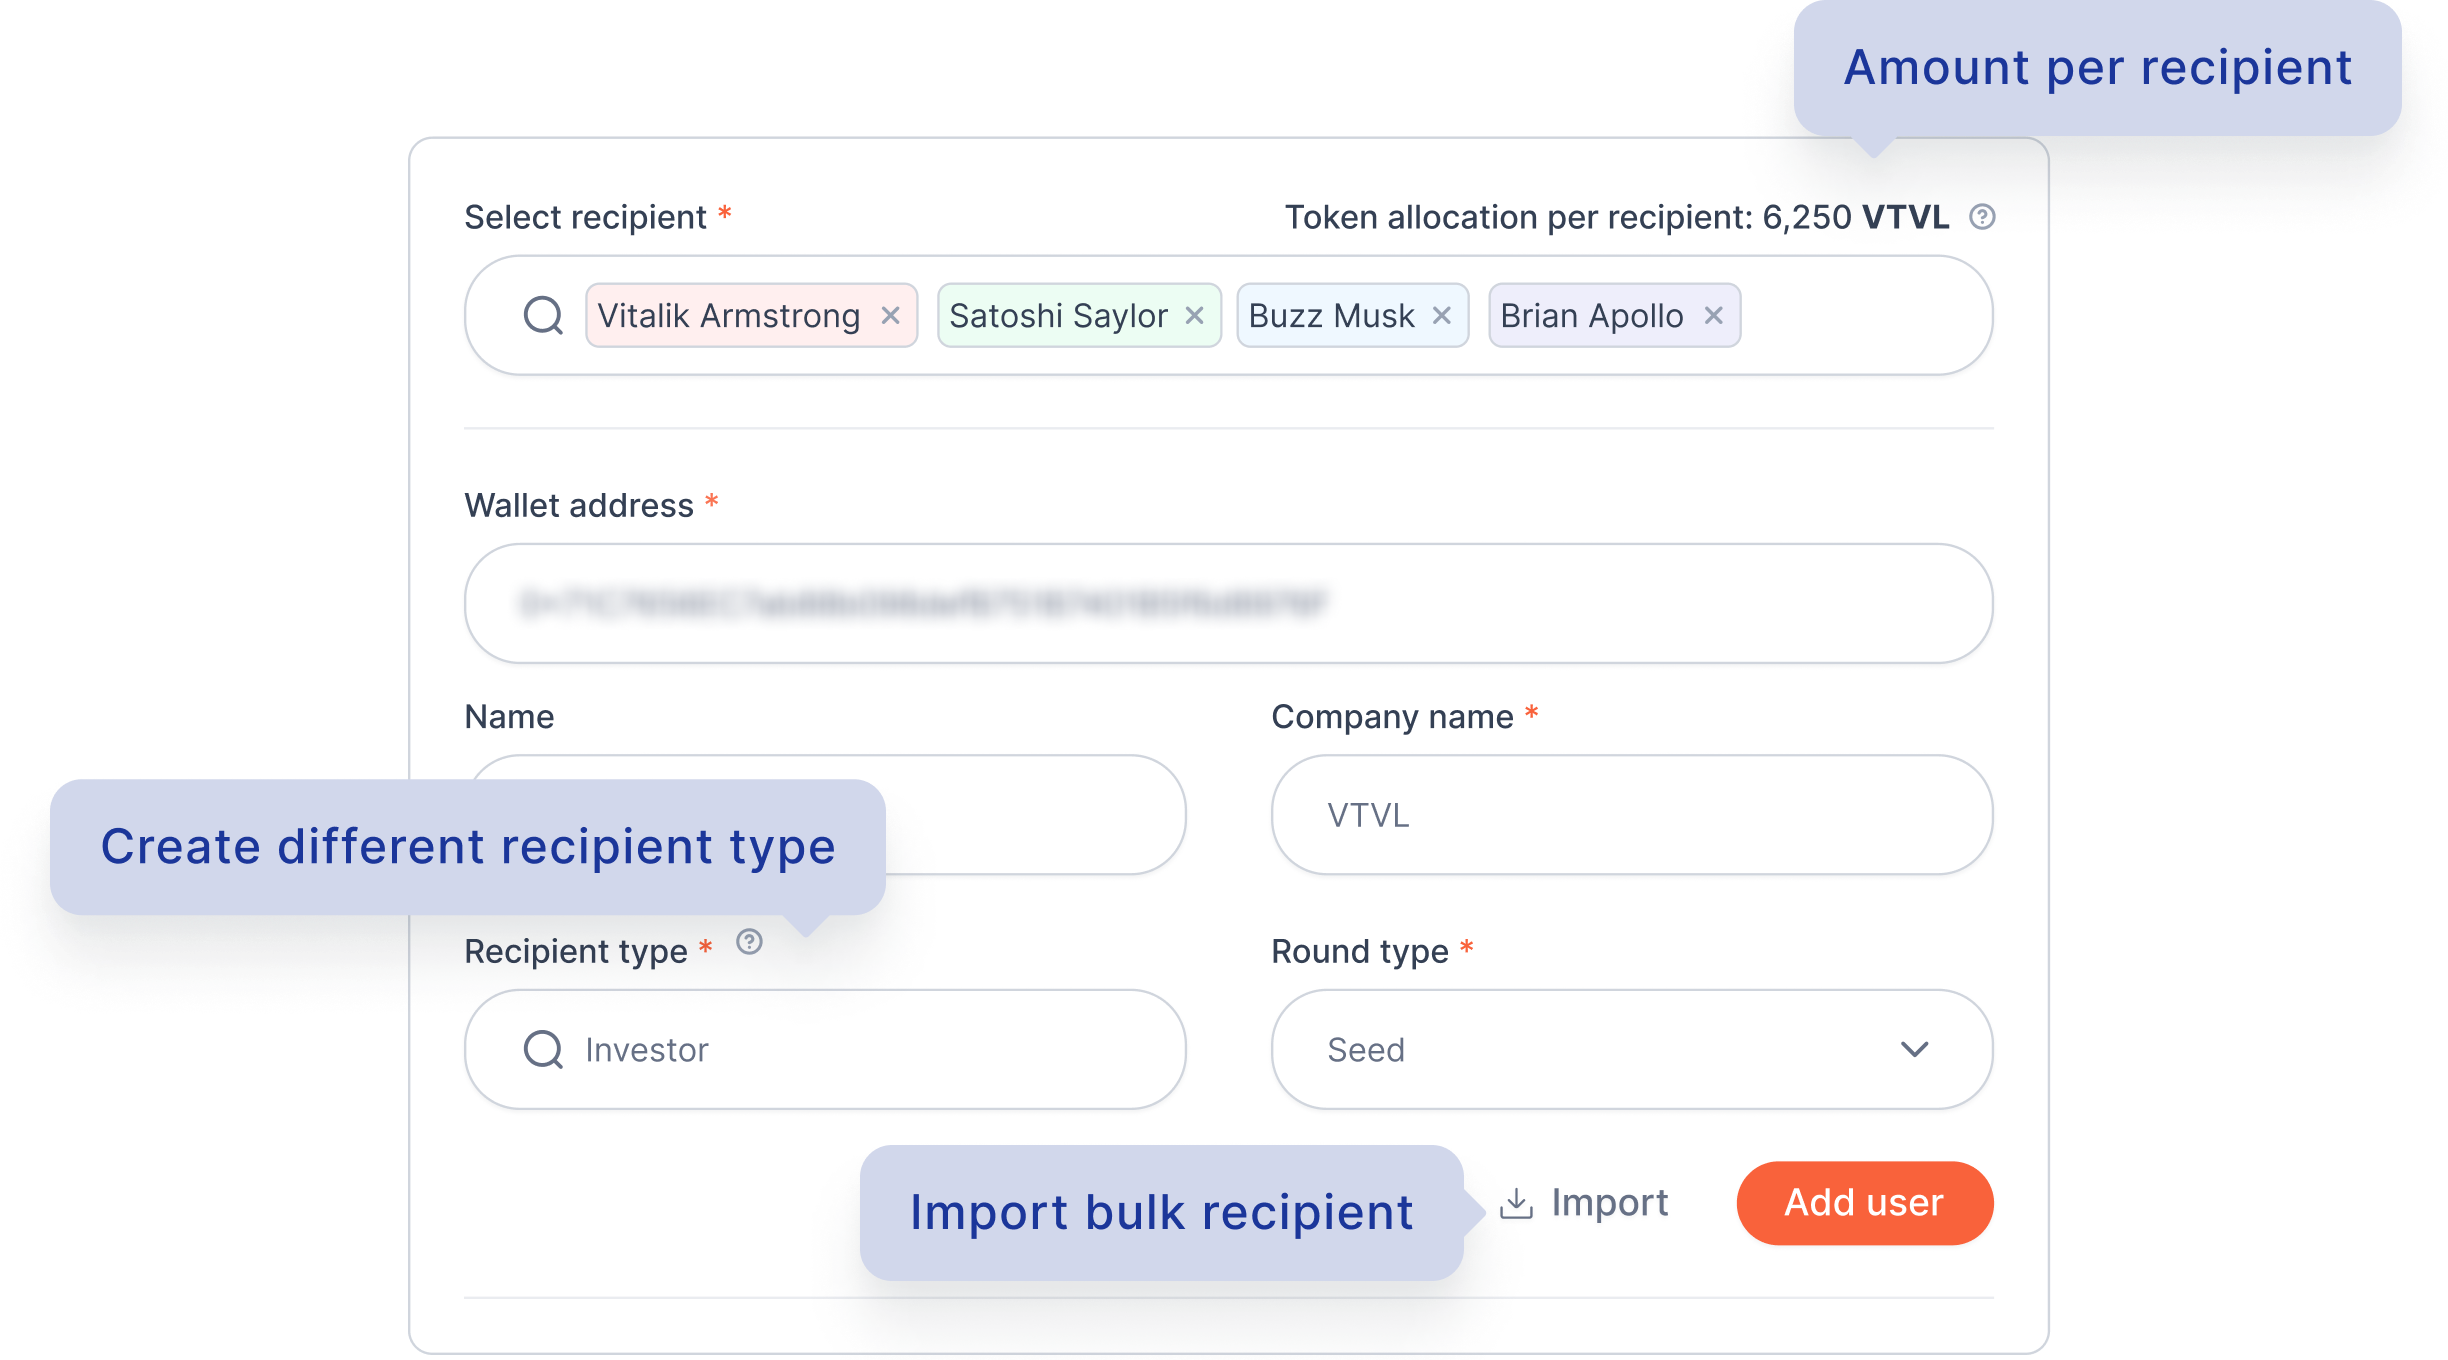 Amount per recipient
Select recipient *
Token allocation per recipient: 6,250 VTVL
Vitalik Armstrong
Satoshi Saylor
Buzz Musk
Brian Apollo
Wallet address *
Name
Company name *
VTVL
Create different recipient type
Recipient type *
Round type *
Investor
Seed
Import bulk recipient
Import
Add user